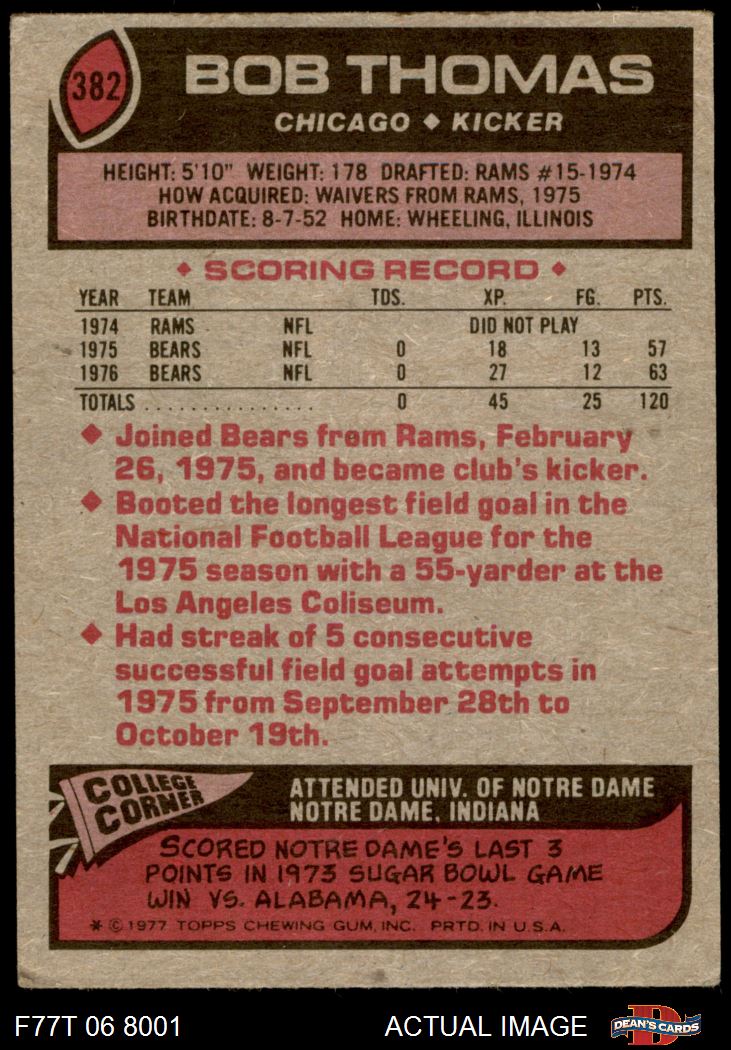 382
BOB THOMAS
CHICAGO ♦ KICKER
HEIGHT: 5'10" WEIGHT: 178 DRAFTED: RAMS #15-1974
HOW ACQUIRED: WAIVERS FROM RAMS, 1975
BIRTHDATE: 8-7-52 HOME: WHEELING, ILLINOIS
♦ SCORING RECORD ♦
YEAR TEAM TDS. XP. FG. PTS.
1974 RAMS NFL DID NOT PLAY
1975 BEARS NFL 0 18 13 57
1976 BEARS NFL 0 27 12 63
TOTALS ................ 0 45 25 120
♦ Joined Bears from Rams, February
26, 1975, and became club's kicker.
♦ Booted the longest field goal in the
National Football League for the
1975 season with a 55-yarder at the
Los Angeles Coliseum.
♦ Had streak of 5 consecutive
successful field goal attempts in
1975 from September 28th to
October 19th.
COLLEGE
CORNER
ATTENDED UNIV. OF NOTRE DAME
NOTRE DAME, INDIANA
SCORED NOTRE DAME'S LAST 3
POINTS IN 1973 SUGAR BOWL GAME
WIN VS. ALABAMA, 24-23.
* © 1977 TOPPS CHEWING GUM, INC. PRTD. IN U.S.A.
F77T 06 8001 ACTUAL IMAGE
D
DEAN'S CARDS